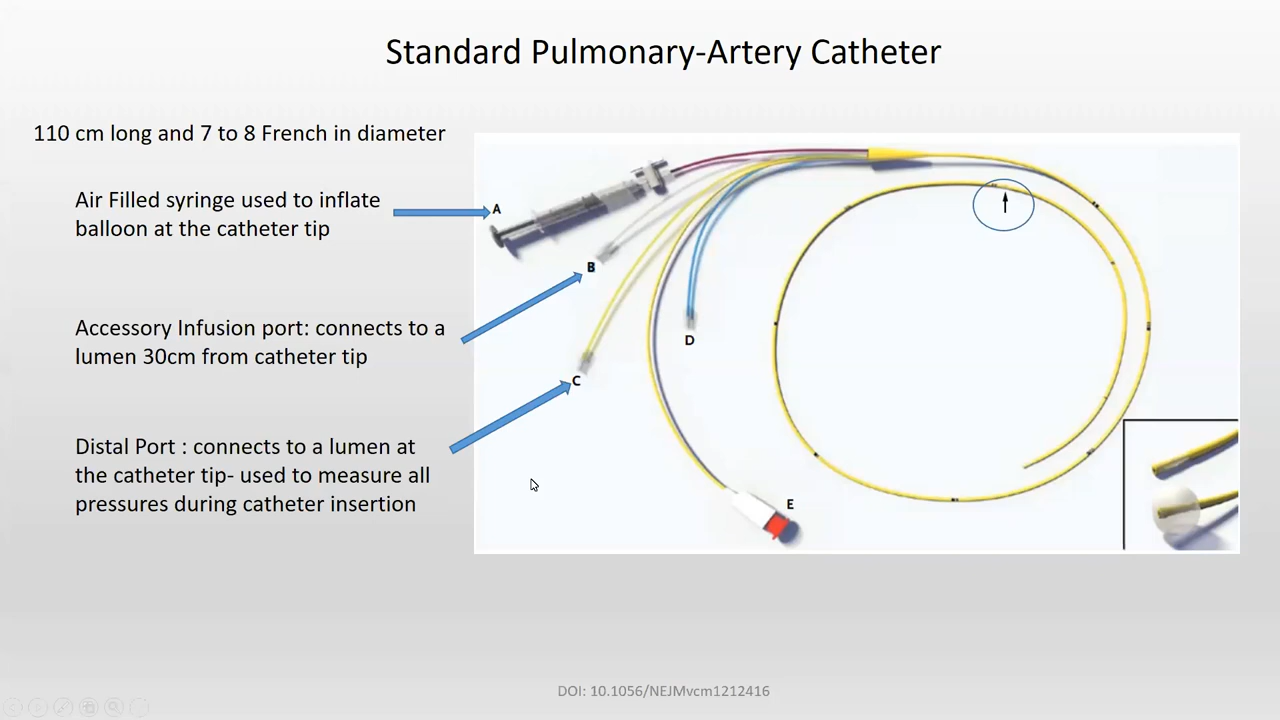 Standard Pulmonary-Artery Catheter
110 cm long and 7 to 8 French in diameter
Air Filled syringe used to inflate
balloon at the catheter tip
A
B
Accessory Infusion port: connects to a
lumen 30cm from catheter tip
D
C
Distal Port : connects to a lumen at
the catheter tip- used to measure all
pressures during catheter insertion
E
DOI: 10.1056/NEJMvcm1212416